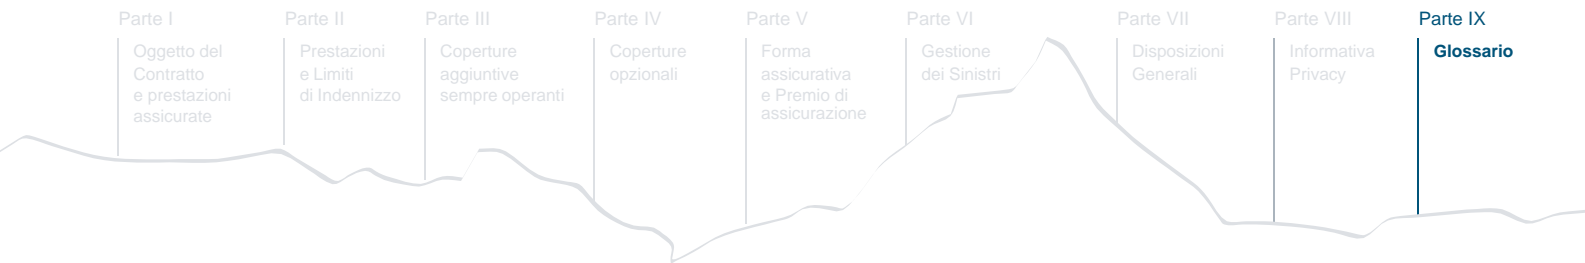 Parte I
Oggetto del
Contratto
e prestazioni
assicurate
Parte II
Prestazioni
e Limiti
di Indennizzo
Parte III
Coperture
aggiuntive
sempre operanti
Parte IV
Coperture
opzionali
Parte V
Forma
assicurativa
e Premio di
assicurazione
Parte VI
Gestione
dei Sinistri
Parte VII
Disposizioni
Generali
Parte VIII
Informativa
Privacy
Parte IX
Glossario